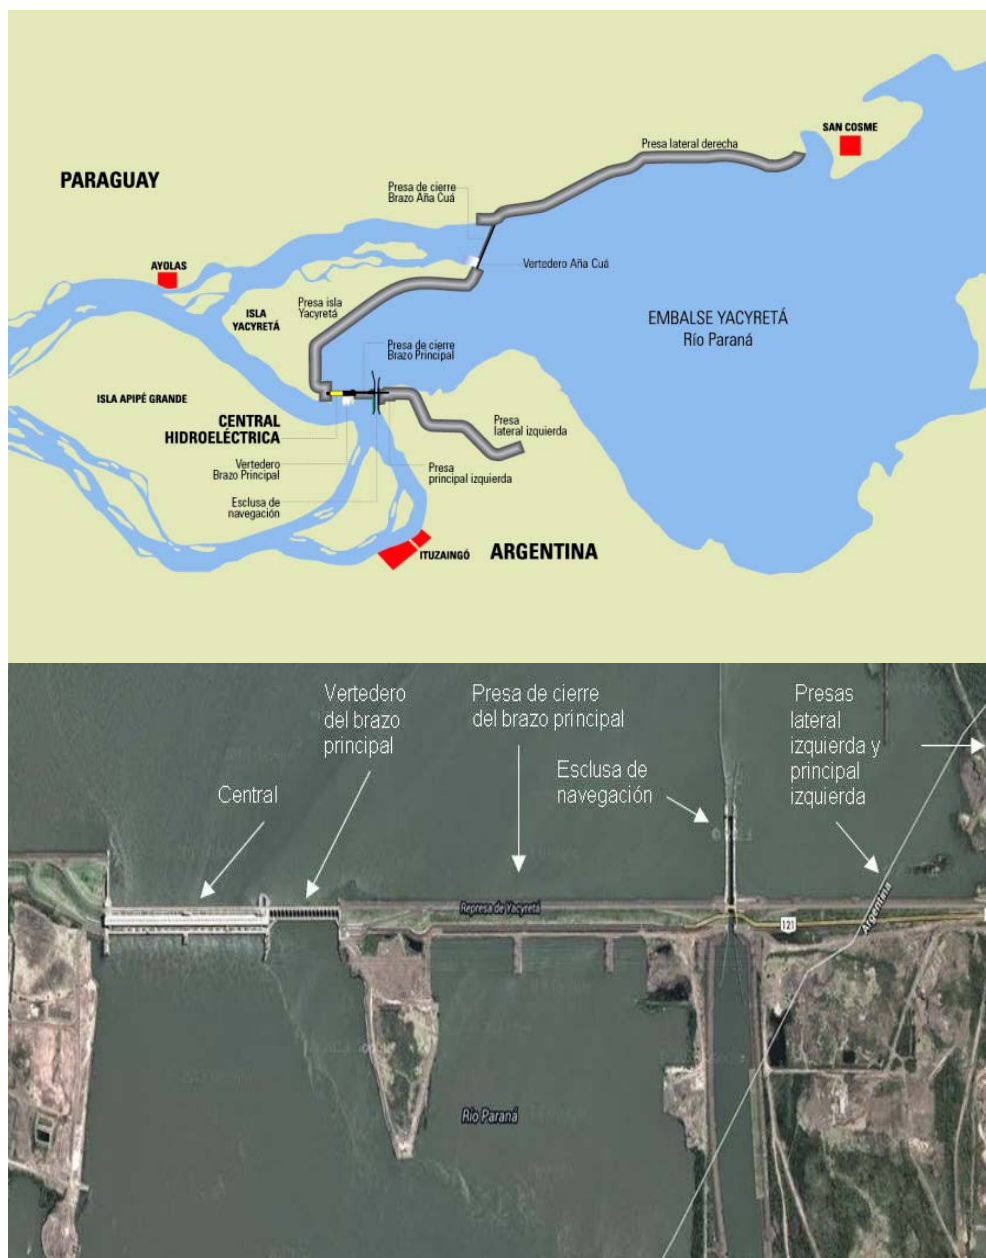 SAN COSME
Presa lateral derecha
PARAGUAY
Presa de cierre
Brazo Aña Cuá
AYOLAS
Vertedero Aña Cuá
Presa isla
Yacyretá
ISLA
YACYRETÁ
EMBALSE YACYRETÁ
Río Paraná
Presa de cierre
Brazo Principal
ISLA APIPÉ GRANDE
CENTRAL
HIDROELÉCTRICA
Presa
lateral izquierda
Vertedero
Brazo Principal
Presa
principal izquierda
Esclusa de
navegación
ITUZAINGÓ
ARGENTINA
Vertedero
del brazo
principal
Presa de cierre
del brazo principal
Presas
lateral
izquierda y
principal
izquierda
Esclusa de
navegación
Central
Represa de Yacyretá
121
Argentina
Río Paraná